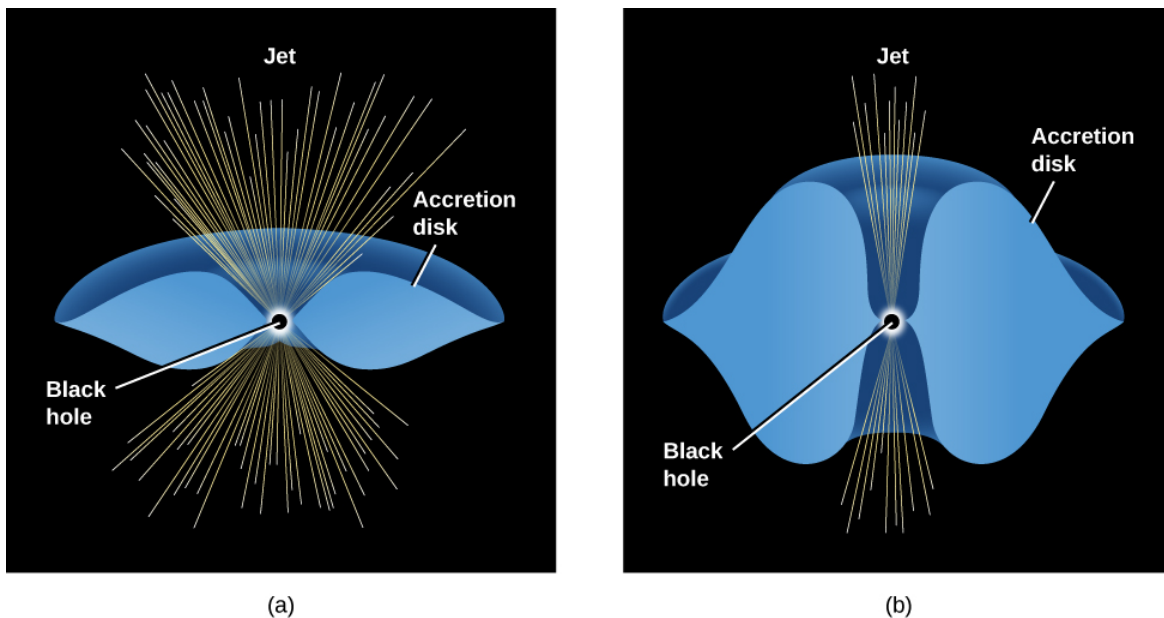 Jet
Accretion
disk
Black
hole
(a)
Jet
Accretion
disk
Black
hole
(b)